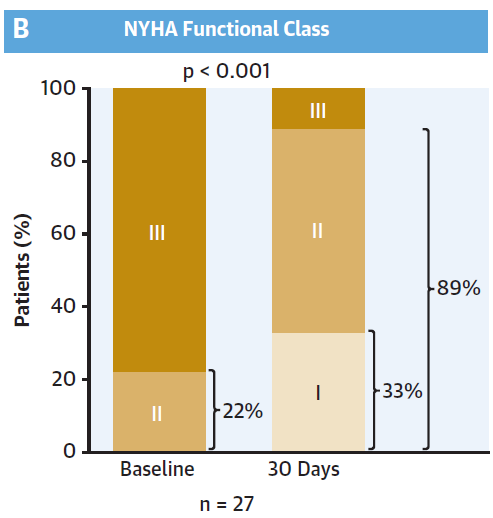 B NYHA Functional Class
p < 0.001
100
80
60
40
20
0
Patients (%)
III
II
22%
III
II
I
33%
89%
Baseline 30 Days
n = 27